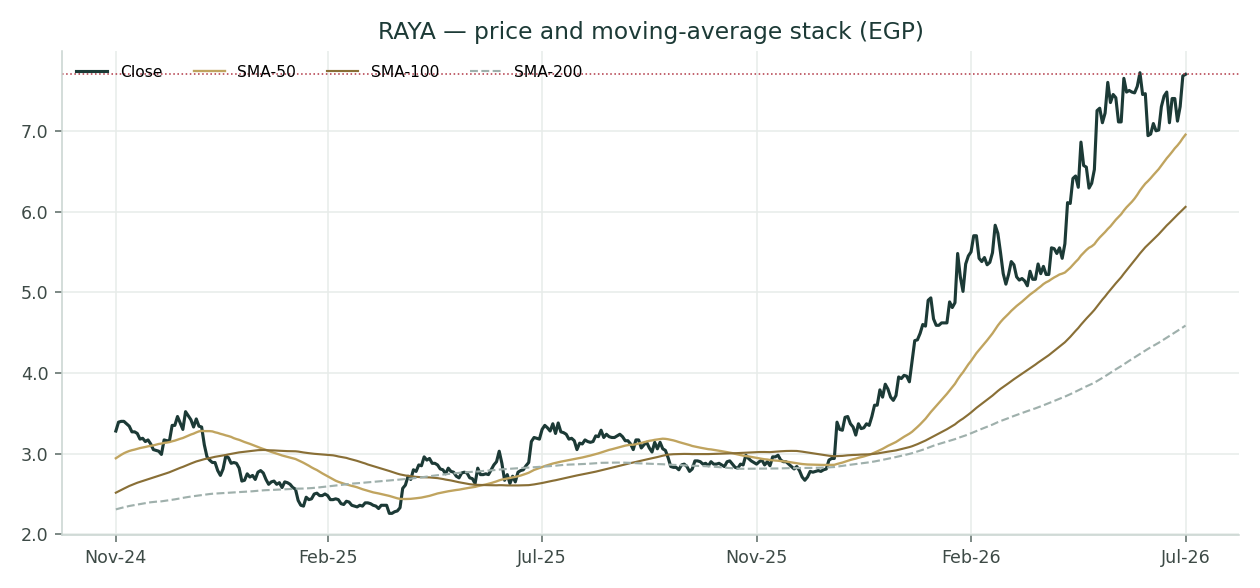 RAYA — price and moving-average stack (EGP)
Close SMA-50 SMA-100 SMA-200
7.0
6.0
5.0
4.0
3.0
2.0
Nov-24 Feb-25 Jul-25 Nov-25 Feb-26 Jul-26